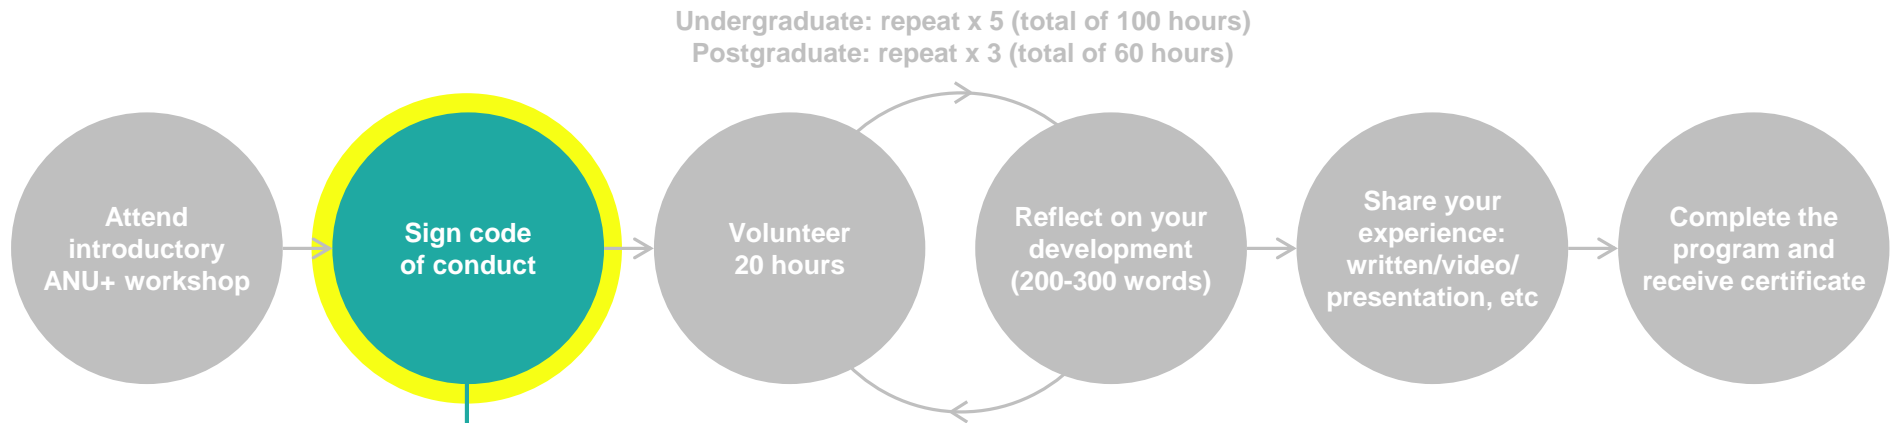 Undergraduate: repeat x 5 (total of 100 hours)
Postgraduate: repeat x 3 (total of 60 hours)
Attend
introductory
ANU+ workshop
Sign code
of conduct
Volunteer
20 hours
Reflect on your
development
(200-300 words)
Share your
experience:
written/video/
presentation, etc
Complete the
program and
receive certificate